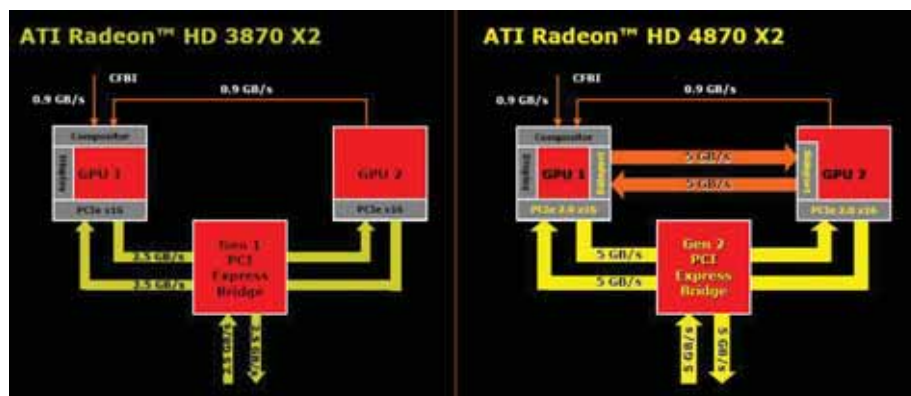 ATI Radeon™ HD 3870 X2
CFBI
0.9 GB/s
0.9 GB/s
Compositor
Display
GPU 1
PCIe x16
GPU 2
PCIe x16
Gen 1
PCI
Express
Bridge
2.5 GB/s
2.5 GB/s
2.5 GB/s
2.5 GB/s
ATI Radeon™ HD 4870 X2
CFBI
0.9 GB/s
0.9 GB/s
Compositor
Display
GPU 1
Sideport
PCIe 2.0 x16
5 GB/s
5 GB/s
Sideport
GPU 2
PCIe 2.0 x16
Gen 2
PCI
Express
Bridge
5 GB/s
5 GB/s
5 GB/s
5 GB/s